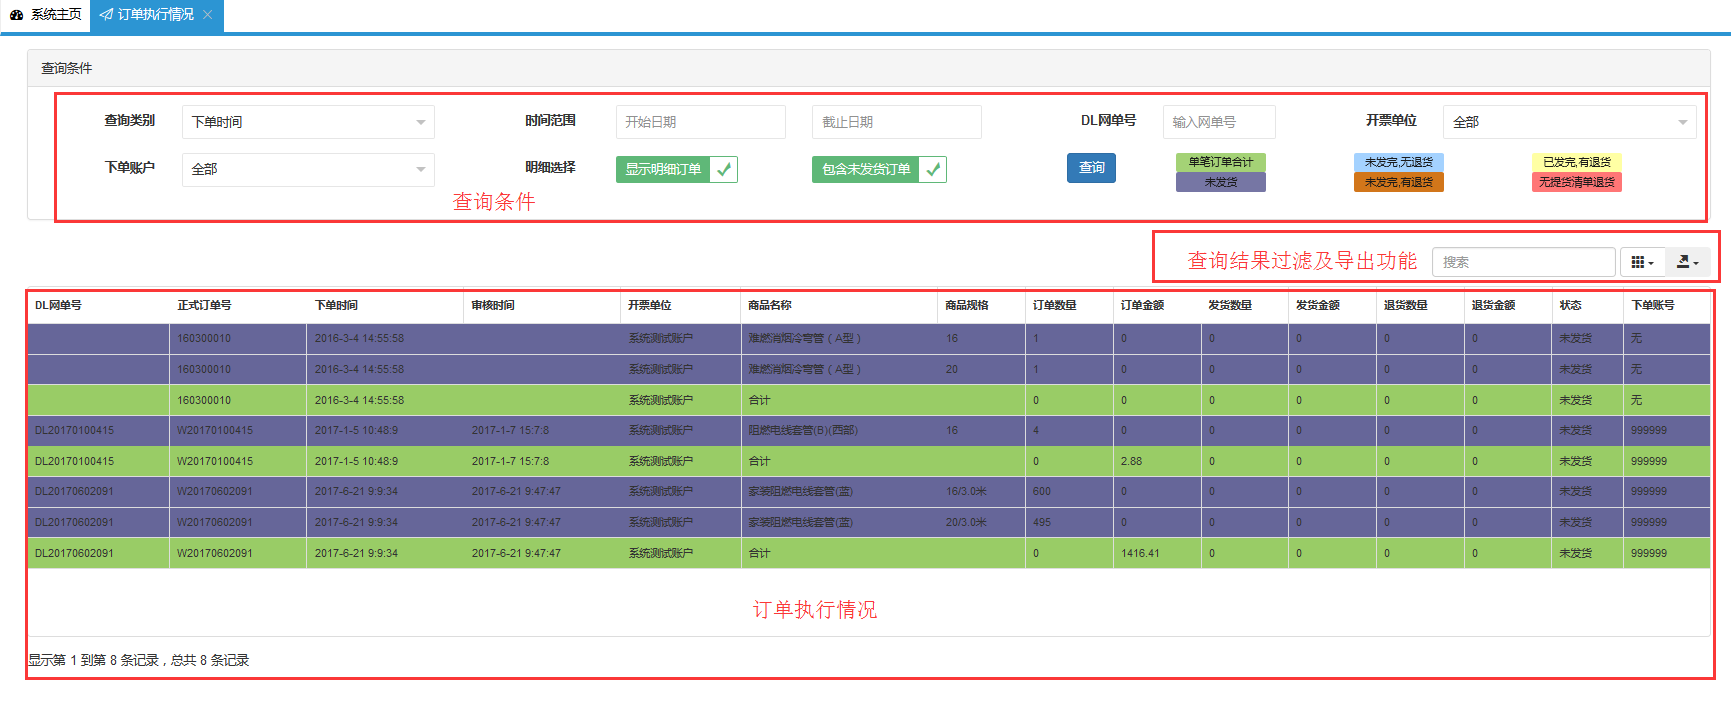 系统主页 订单执行情况
查询条件
查询类别 下单时间 时间范围 开始日期 截止日期 DL网单号 输入网单号 开票单位 全部
下单账户 全部 明细选择 显示明细订单 包含未发货订单 查询 单笔订单合计 未发完,无退货 已发完,有退货
未发货 未发完,有退货 无提货清单退货
查询条件
查询结果过滤及导出功能 搜索
DL网单号 正式订单号 下单时间 审核时间 开票单位 商品名称 商品规格 订单数量 订单金额 发货数量 发货金额 退货数量 退货金额 状态 下单账号
160300010 2016-3-4 14:55:58 系统测试账户 难燃消烟冷弯管（A型） 16 1 0 0 0 0 0 未发货 无
160300010 2016-3-4 14:55:58 系统测试账户 难燃消烟冷弯管（A型） 20 1 0 0 0 0 0 未发货 无
160300010 2016-3-4 14:55:58 系统测试账户 合计 0 0 0 0 0 0 未发货 无
DL20170100415 W20170100415 2017-1-5 10:48:9 2017-1-7 15:7:8 系统测试账户 阻燃电线套管(B)(西部) 16 4 0 0 0 0 0 未发货 999999
DL20170100415 W20170100415 2017-1-5 10:48:9 2017-1-7 15:7:8 系统测试账户 合计 0 2.88 0 0 0 0 未发货 999999
DL20170602091 W20170602091 2017-6-21 9:9:34 2017-6-21 9:47:47 系统测试账户 家装阻燃电线套管(蓝) 16/3.0米 600 0 0 0 0 0 未发货 999999
DL20170602091 W20170602091 2017-6-21 9:9:34 2017-6-21 9:47:47 系统测试账户 家装阻燃电线套管(蓝) 20/3.0米 495 0 0 0 0 0 未发货 999999
DL20170602091 W20170602091 2017-6-21 9:9:34 2017-6-21 9:47:47 系统测试账户 合计 0 1416.41 0 0 0 0 未发货 999999
订单执行情况
显示第 1 到第 8 条记录，总共 8 条记录